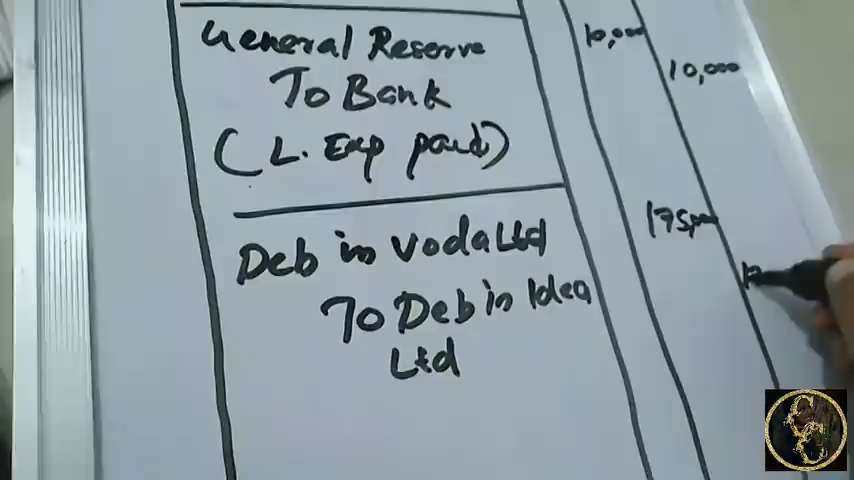 General Reserve 10,000
To Bank 10,000
(L. Exp paid)
Deb in Voda Ltd 175,000
To Deb in Idea
Ltd